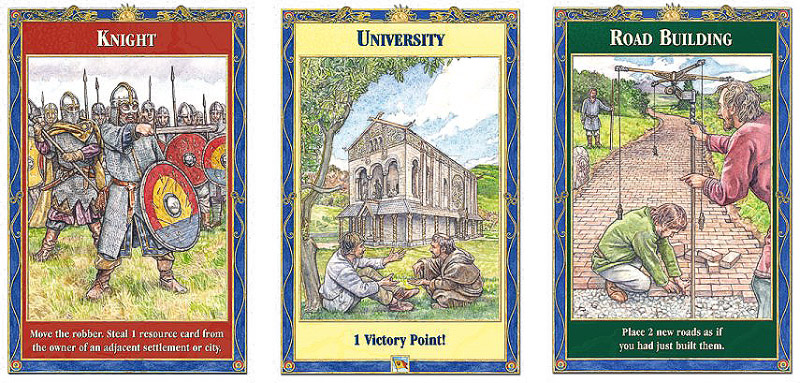 KNIGHT
Move the robber. Steal 1 resource card from
the owner of an adjacent settlement or city.
UNIVERSITY
1 Victory Point!
ROAD BUILDING
Place 2 new roads as if
you had just built them.